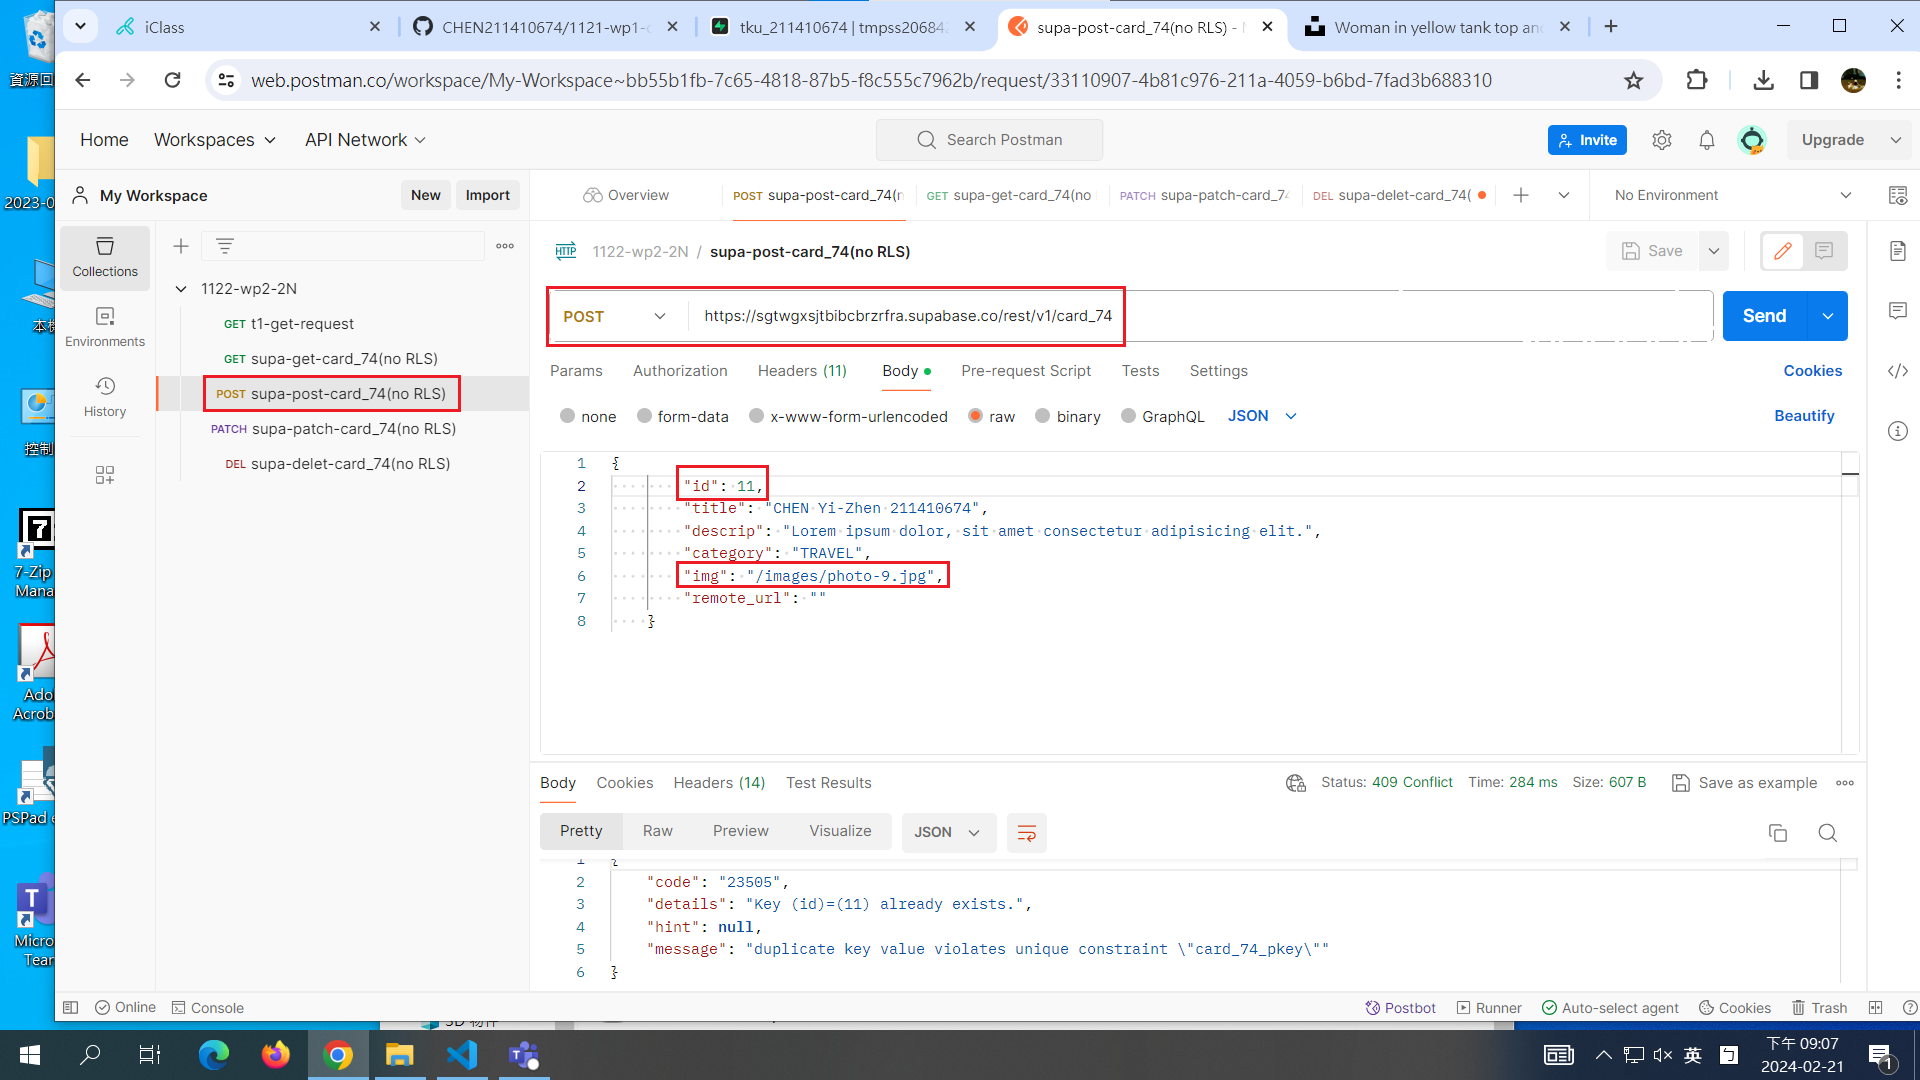 iClass
CHEN211410674/1121-wp1-
tku_211410674 | tmpss20684
supa-post-card_74(no RLS) -
Woman in yellow tank top an
web.postman.co/workspace/My-Workspace~bb55b1fb-7c65-4818-87b5-f8c555c7962b/request/33110907-4b81c976-211a-4059-b6bd-7fad3b688310
Home
Workspaces
API Network
Search Postman
Invite
Upgrade
My Workspace
New
Import
Overview
POST supa-post-card_74(n
GET supa-get-card_74(no
PATCH supa-patch-card_74
DEL supa-delet-card_74(
No Environment
Collections
Environments
History
1122-wp2-2N
GET t1-get-request
GET supa-get-card_74(no RLS)
POST supa-post-card_74(no RLS)
PATCH supa-patch-card_74(no RLS)
DEL supa-delet-card_74(no RLS)
HTTP 1122-wp2-2N / supa-post-card_74(no RLS)
Save
POST https://sgtwgxsjtbibcbrzrfra.supabase.co/rest/v1/card_74
Send
Params Authorization Headers (11) Body Pre-request Script Tests Settings Cookies
none form-data x-www-form-urlencoded raw binary GraphQL JSON Beautify
1 {
2 "id": 11,
3 "title": "CHEN Yi-Zhen 211410674",
4 "descrip": "Lorem ipsum dolor, sit amet consectetur adipisicing elit.",
5 "category": "TRAVEL",
6 "img": "/images/photo-9.jpg",
7 "remote_url": ""
8 }
Body Cookies Headers (14) Test Results Status: 409 Conflict Time: 284 ms Size: 607 B Save as example
Pretty Raw Preview Visualize JSON
1 {
2 "code": "23505",
3 "details": "Key (id)=(11) already exists.",
4 "hint": null,
5 "message": "duplicate key value violates unique constraint \"card_74_pkey\""
6 }
Online Console Postbot Runner Auto-select agent Cookies Trash
資源回
2023-0
本機
控制
7
7-Zip
Mana
Ado
Acrob
PSPad e
T
Micro
Tear
3D 物件
英
下午 09:07
2024-02-21
1